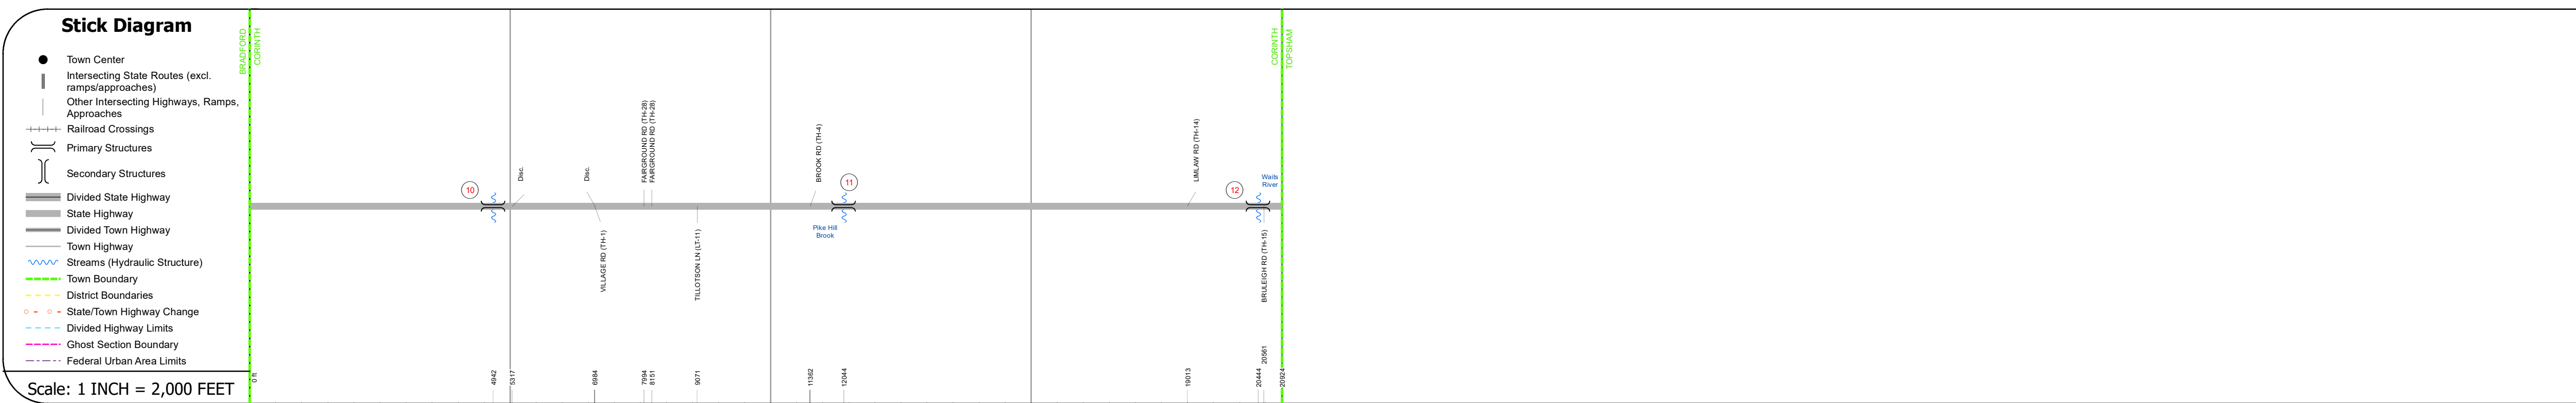 Stick Diagram
Town Center
Intersecting State Routes (excl.
ramps/approaches)
Other Intersecting Highways, Ramps,
Approaches
Railroad Crossings
Primary Structures
Secondary Structures
Divided State Highway
State Highway
Divided Town Highway
Town Highway
Streams (Hydraulic Structure)
Town Boundary
District Boundaries
State/Town Highway Change
Divided Highway Limits
Ghost Section Boundary
Federal Urban Area Limits
Scale: 1 INCH = 2,000 FEET
BRADFORD
CORINTH
CORINTH
TOPSHAM
10
Disc.
Disc.
VILLAGE RD (TH-1)
FAIRGROUND RD (TH-28)
FAIRGROUND RD (TH-28)
TILLOTSON LN (LT-11)
BROOK RD (TH-4)
11
Pike Hill
Brook
LIMLAW RD (TH-14)
12
Waits
River
BRULEIGH RD (TH-15)
0 ft
4942
5317
6984
7994
8151
9071
11362
12044
19013
20444
20561
20924